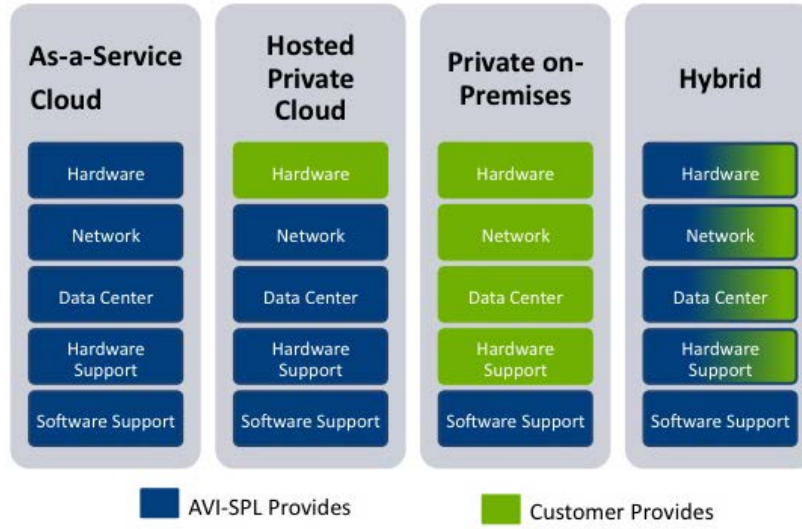 As-a-Service
Cloud
Hardware
Network
Data Center
Hardware
Support
Software Support
Hosted
Private
Cloud
Hardware
Network
Data Center
Hardware
Support
Software Support
Private on-
Premises
Hardware
Network
Data Center
Hardware
Support
Software Support
Hybrid
Hardware
Network
Data Center
Hardware
Support
Software Support
AVI-SPL Provides
Customer Provides